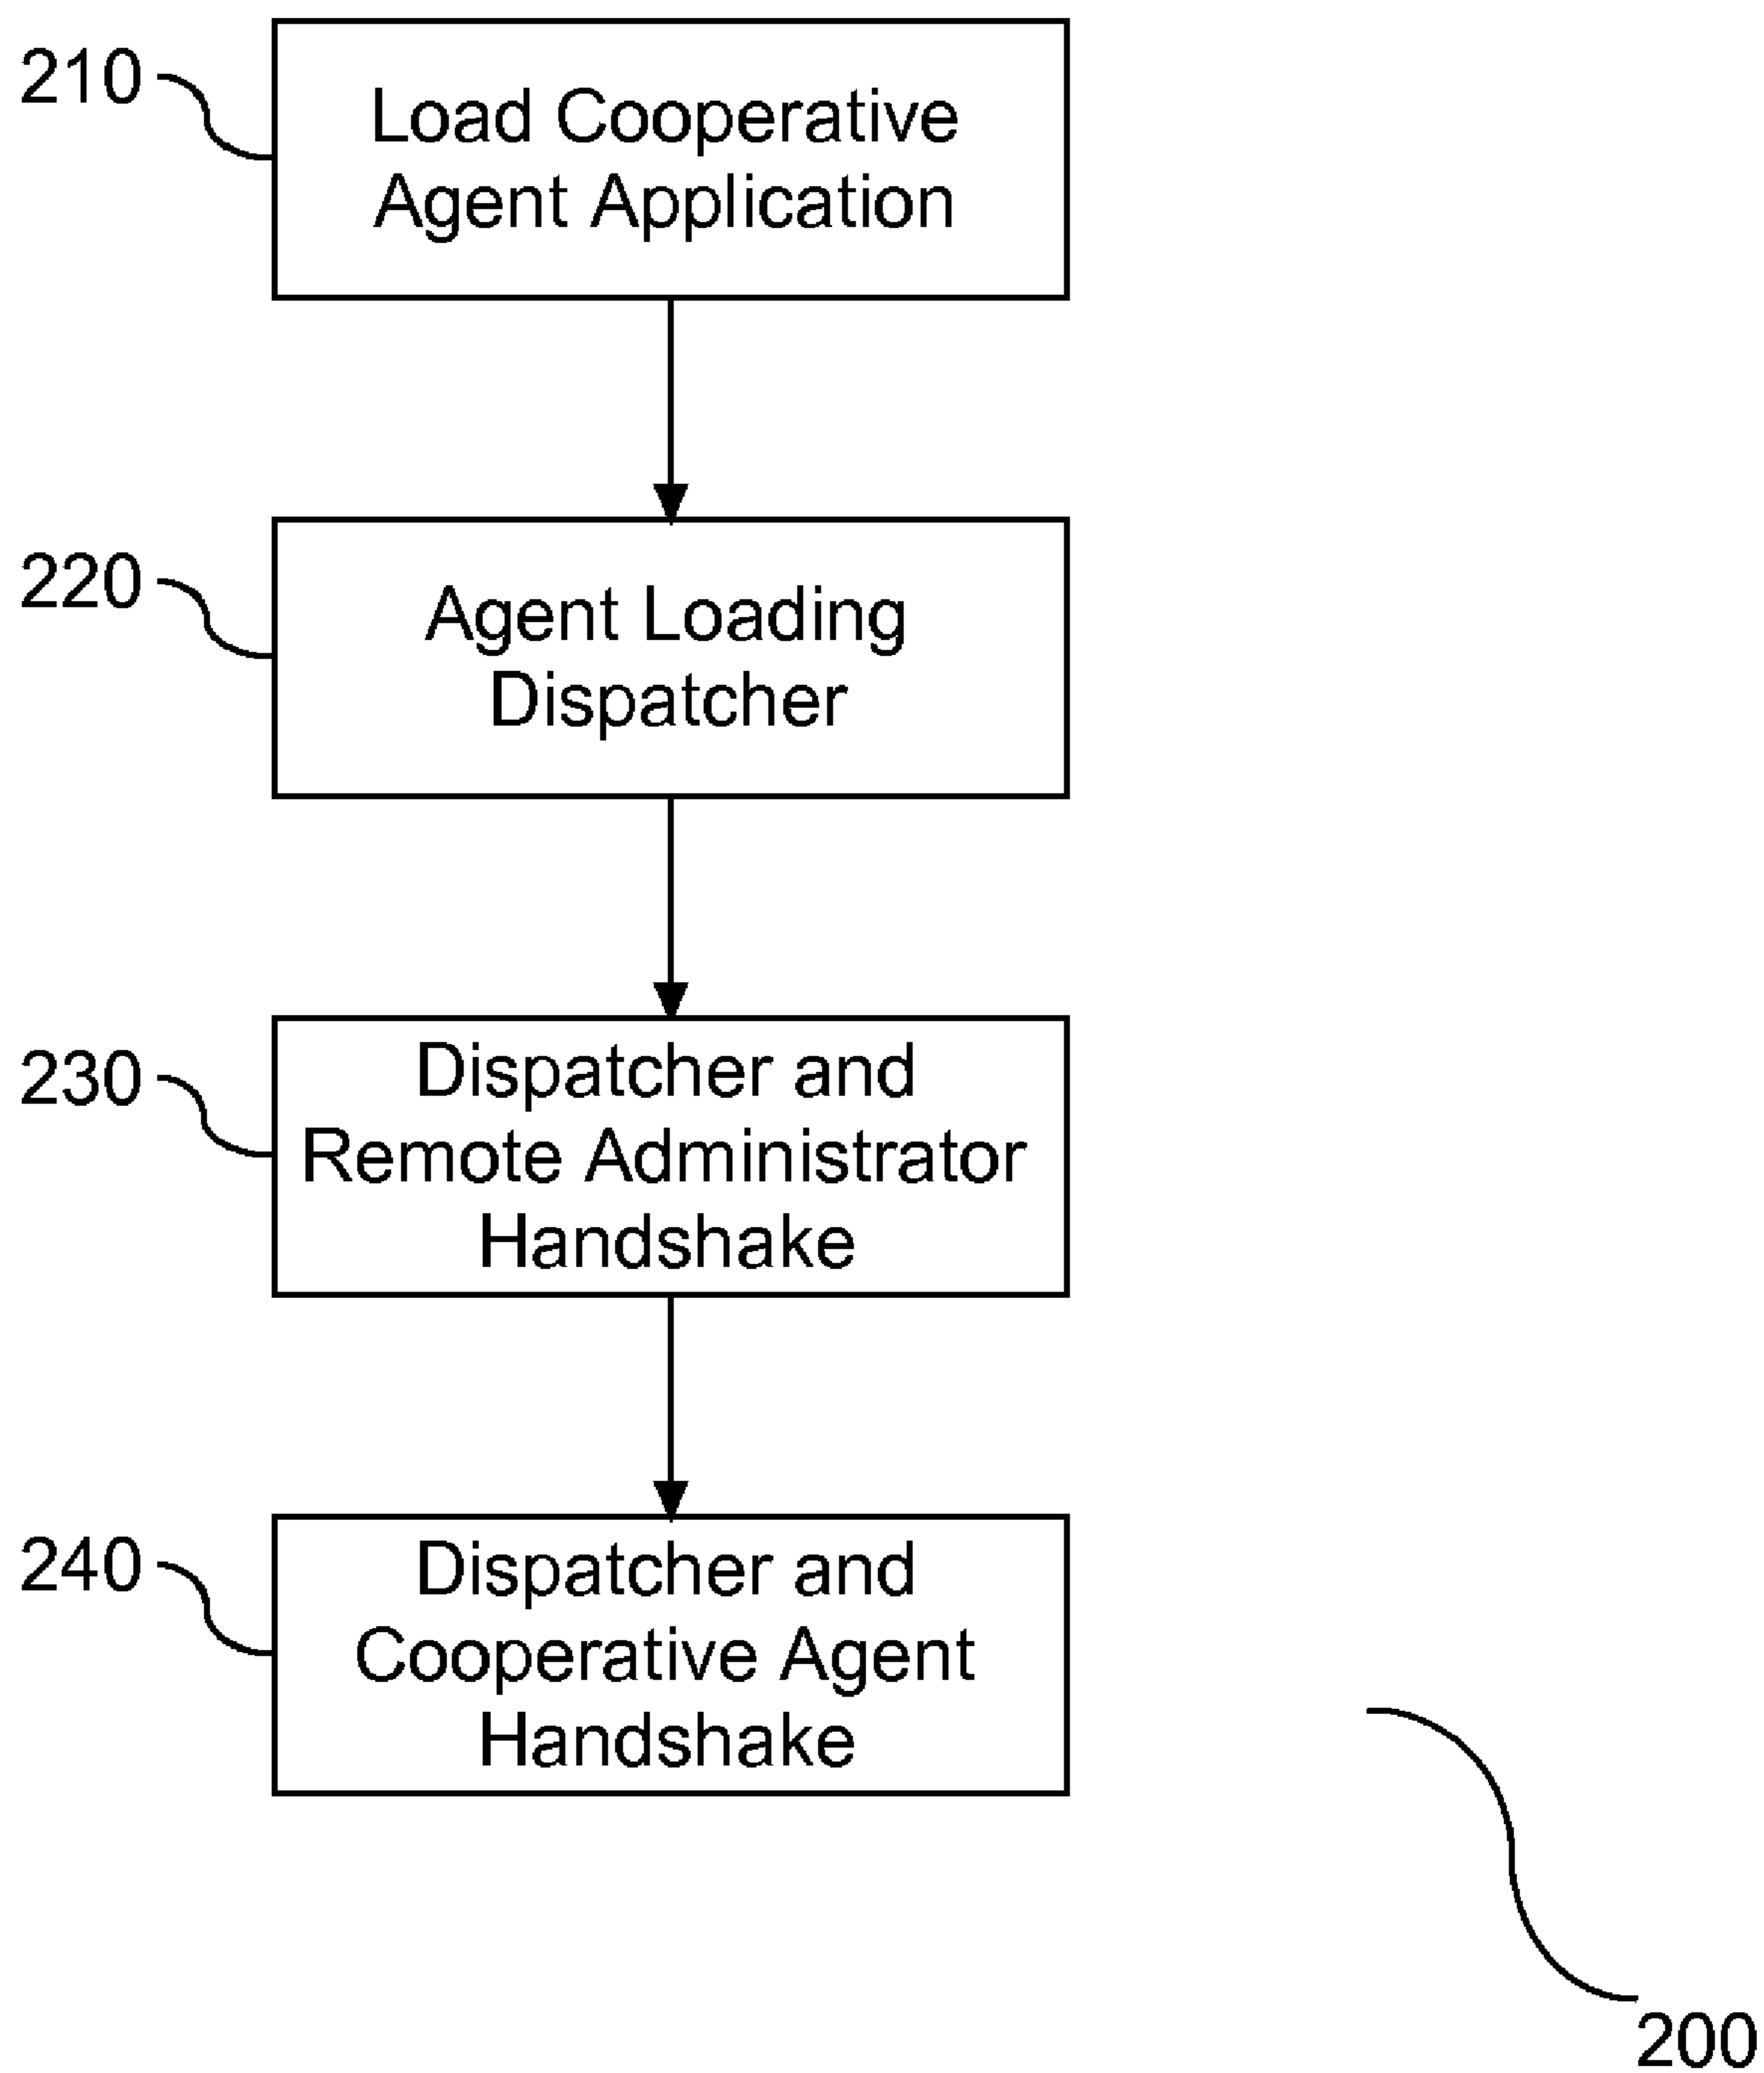 210
Load Cooperative
Agent Application
220
Agent Loading
Dispatcher
230
Dispatcher and
Remote Administrator
Handshake
240
Dispatcher and
Cooperative Agent
Handshake
200